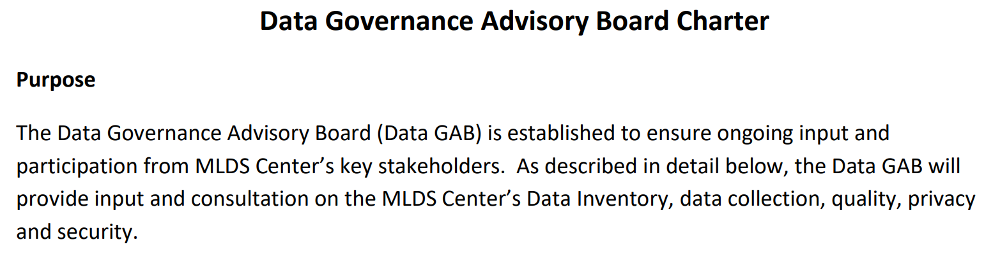 Data Governance Advisory Board Charter
Purpose
The Data Governance Advisory Board (Data GAB) is established to ensure ongoing input and
participation from MLDS Center’s key stakeholders.  As described in detail below, the Data GAB will
provide input and consultation on the MLDS Center’s Data Inventory, data collection, quality, privacy
and security.